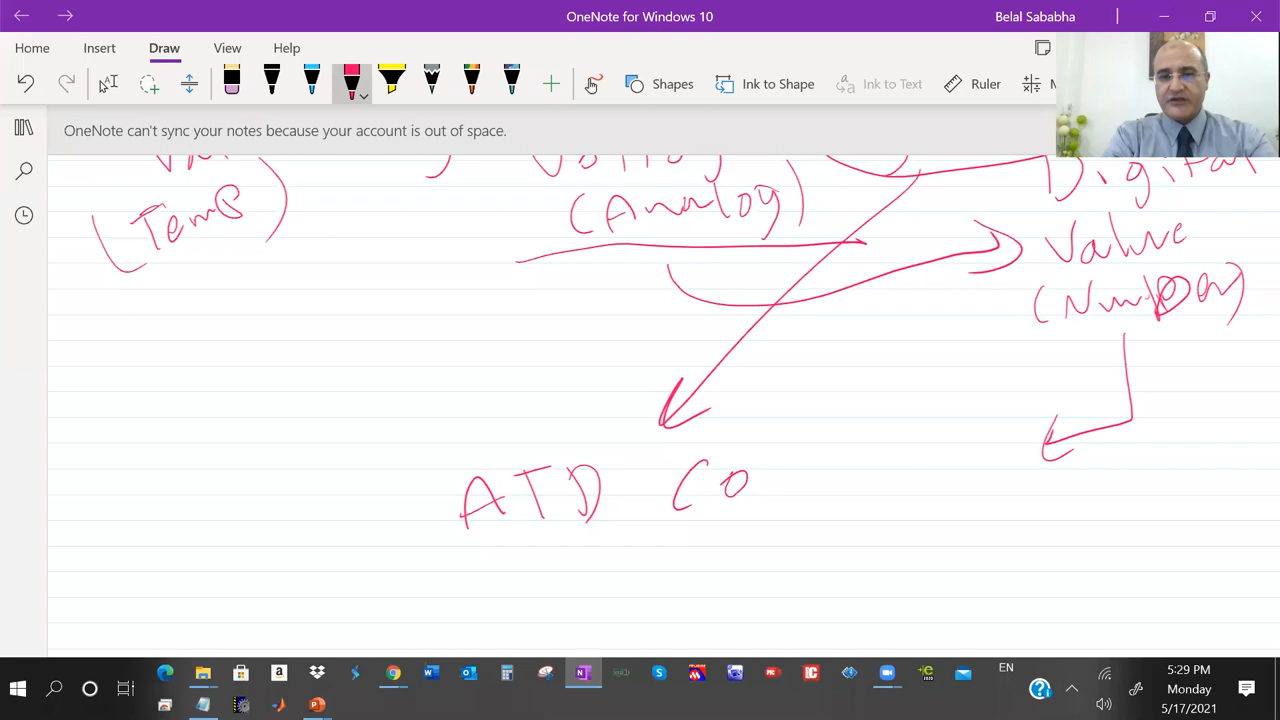 OneNote for Windows 10
Belal Sababha
Home Insert Draw View Help
Shapes Ink to Shape Ink to Text Ruler M
OneNote can't sync your notes because your account is out of space.
Digital
(Temp
(Analog)
Value
(Number)
ATD CO
EN
5:29 PM
Monday
5/17/2021